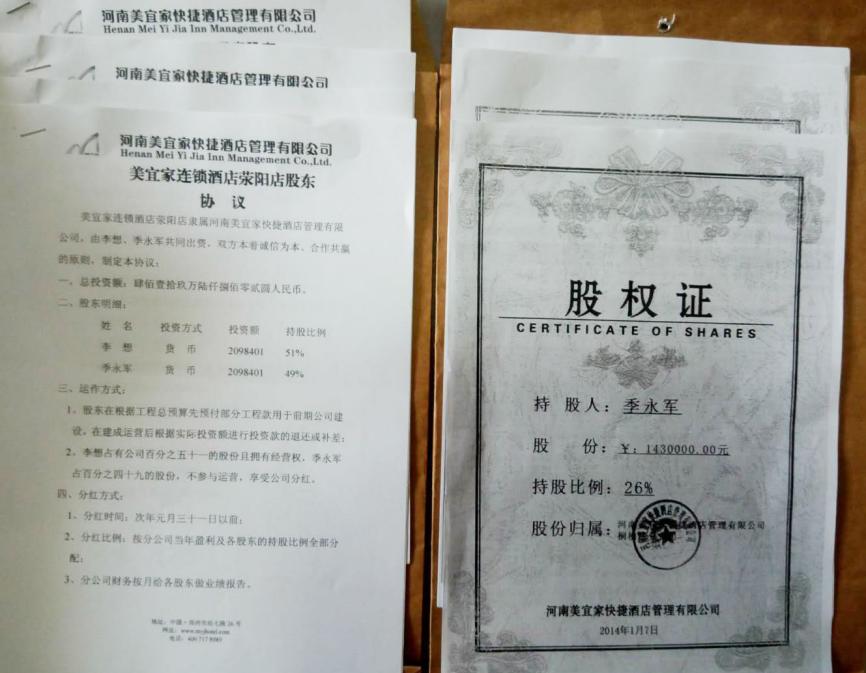 河南美宜家快捷酒店管理有限公司
Henan Mei Yi Jia Inn Management Co.,Ltd.
河南美宜家快捷酒店管理有限公司
河南美宜家快捷酒店管理有限公司
Henan Mei Yi Jia Inn Management Co.,Ltd.
美宜家连锁酒店荥阳店股东
协 议
美宜家连锁酒店荥阳店隶属河南美宜家快捷酒店管理有限
公司,由李想、季永军共同出资,双方本着诚信为本、合作共赢
的原则,制定本协议:
一、总投资额:肆佰壹拾玖万陆仟捌佰零贰圆人民币。
二、股东明细:
姓 名 投资方式 投资额 持股比例
李 想 货 币 2098401 51%
季永军 货 币 2098401 49%
三、运作方式:
1、股东在根据工程总预算先预付部分工程款用于前期公司建
设,在建成运营后根据实际投资额进行投资款的退还或补差;
2、李想占有公司百分之五十一的股份且拥有经营权,季永军
占百分之四十九的股份,不参与运营,享受公司分红。
四、分红方式:
1、分红时间:次年元月三十一日以前;
2、分红比例:按公司当年盈利及各股东的持股比例全部分
配;
3、分公司财务按月给各股东做业绩报告。
股权证
CERTIFICATE OF SHARES
持 股人:季永军
股 份:¥:1430000.00元
持股比例:26%
股份归属:河南 店管理有限公司
河南美宜家快捷酒店管理有限公司
2014年1月7日